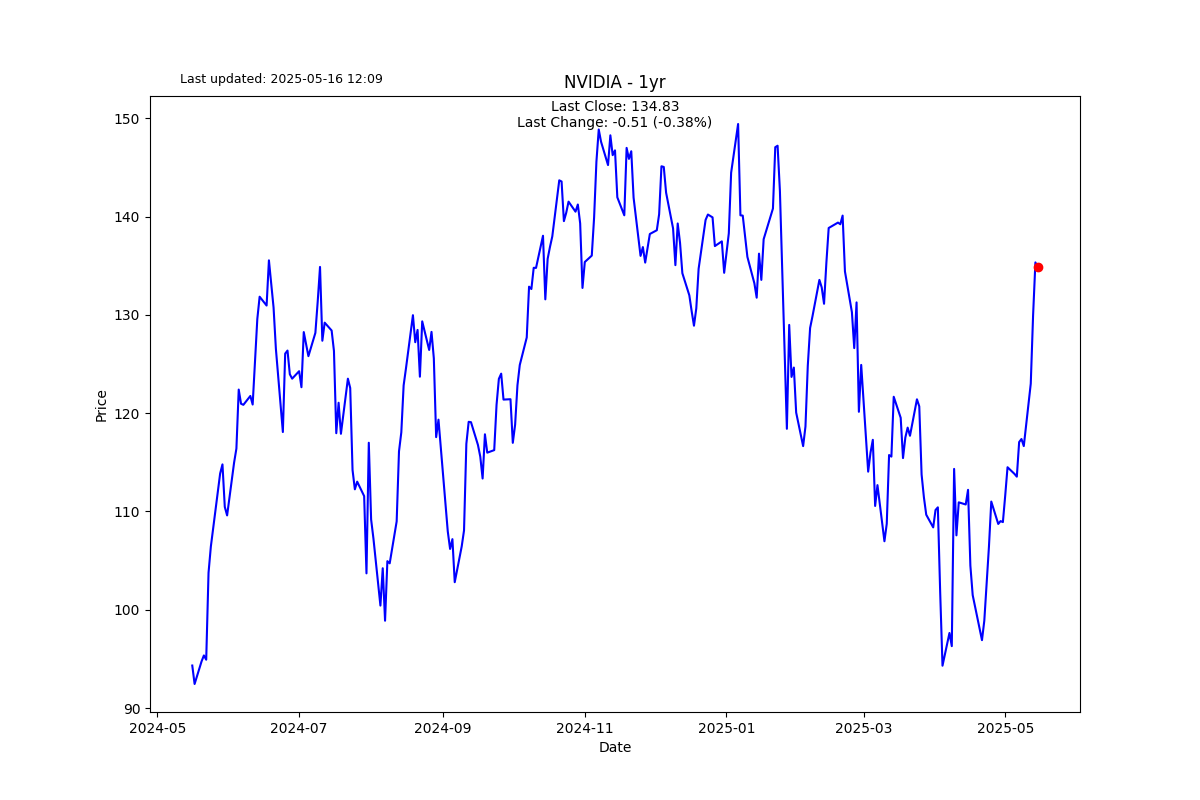 Last updated: 2025-05-16 12:09
NVIDIA - 1yr
Last Close: 134.83
Last Change: -0.51 (-0.38%)
Price
150
140
130
120
110
100
90
2024-05
2024-07
2024-09
2024-11
2025-01
2025-03
2025-05
Date